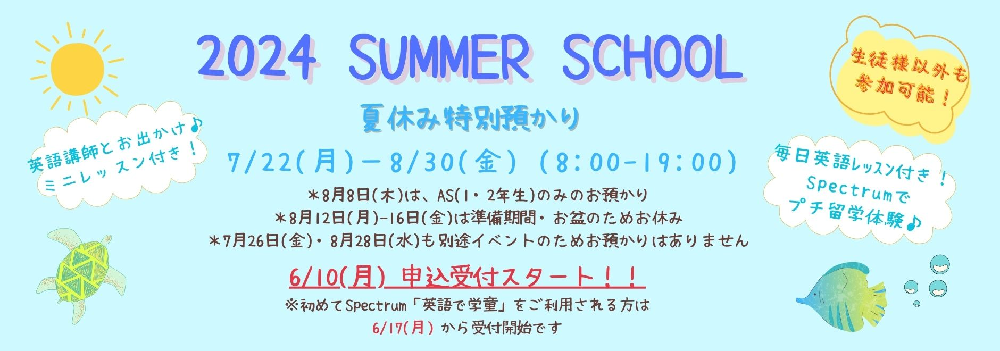 2024 SUMMER SCHOOL
夏休み特別預かり
7/22(月)－8/30(金) (8:00-19:00)
＊8月8日(木)は、AS(1・2年生)のみのお預かり
＊8月12日(月)-16日(金)は準備期間・お盆のためお休み
＊7月26日(金)・8月28日(水)も別途イベントのためお預かりはありません
6/10(月) 申込受付スタート！！
※初めてSpectrum「英語で学童」をご利用される方は
6/17(月) から受付開始です
英語講師とお出かけ♪
ミニレッスン付き！
生徒様以外も
参加可能！
毎日英語レッスン付き！
Spectrumで
プチ留学体験♪